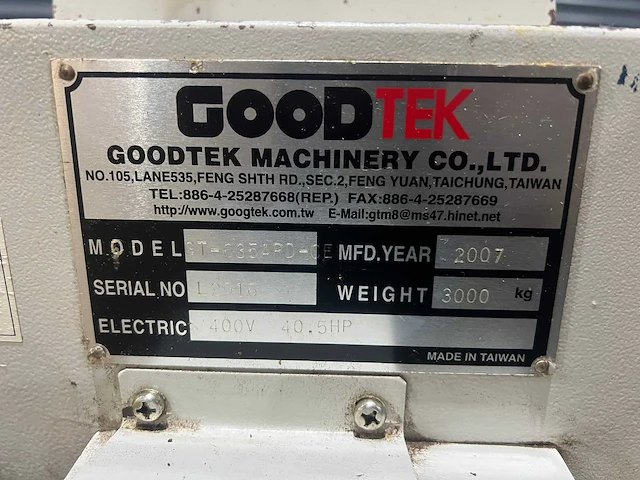 GOODTEK
GOODTEK MACHINERY CO.,LTD.
NO.105,LANE535,FENG SHTH RD.,SEC.2,FENG YUAN,TAICHUNG,TAIWAN
TEL:886-4-25287668(REP.) FAX:886-4-25287669
http://www.googtek.com.tw E-Mail:gtm8@ms47.hinet.net
MODEL MFD.YEAR 2007
SERIAL NO WEIGHT 3000 kg
ELECTRIC 400V 40.5HP
MADE IN TAIWAN